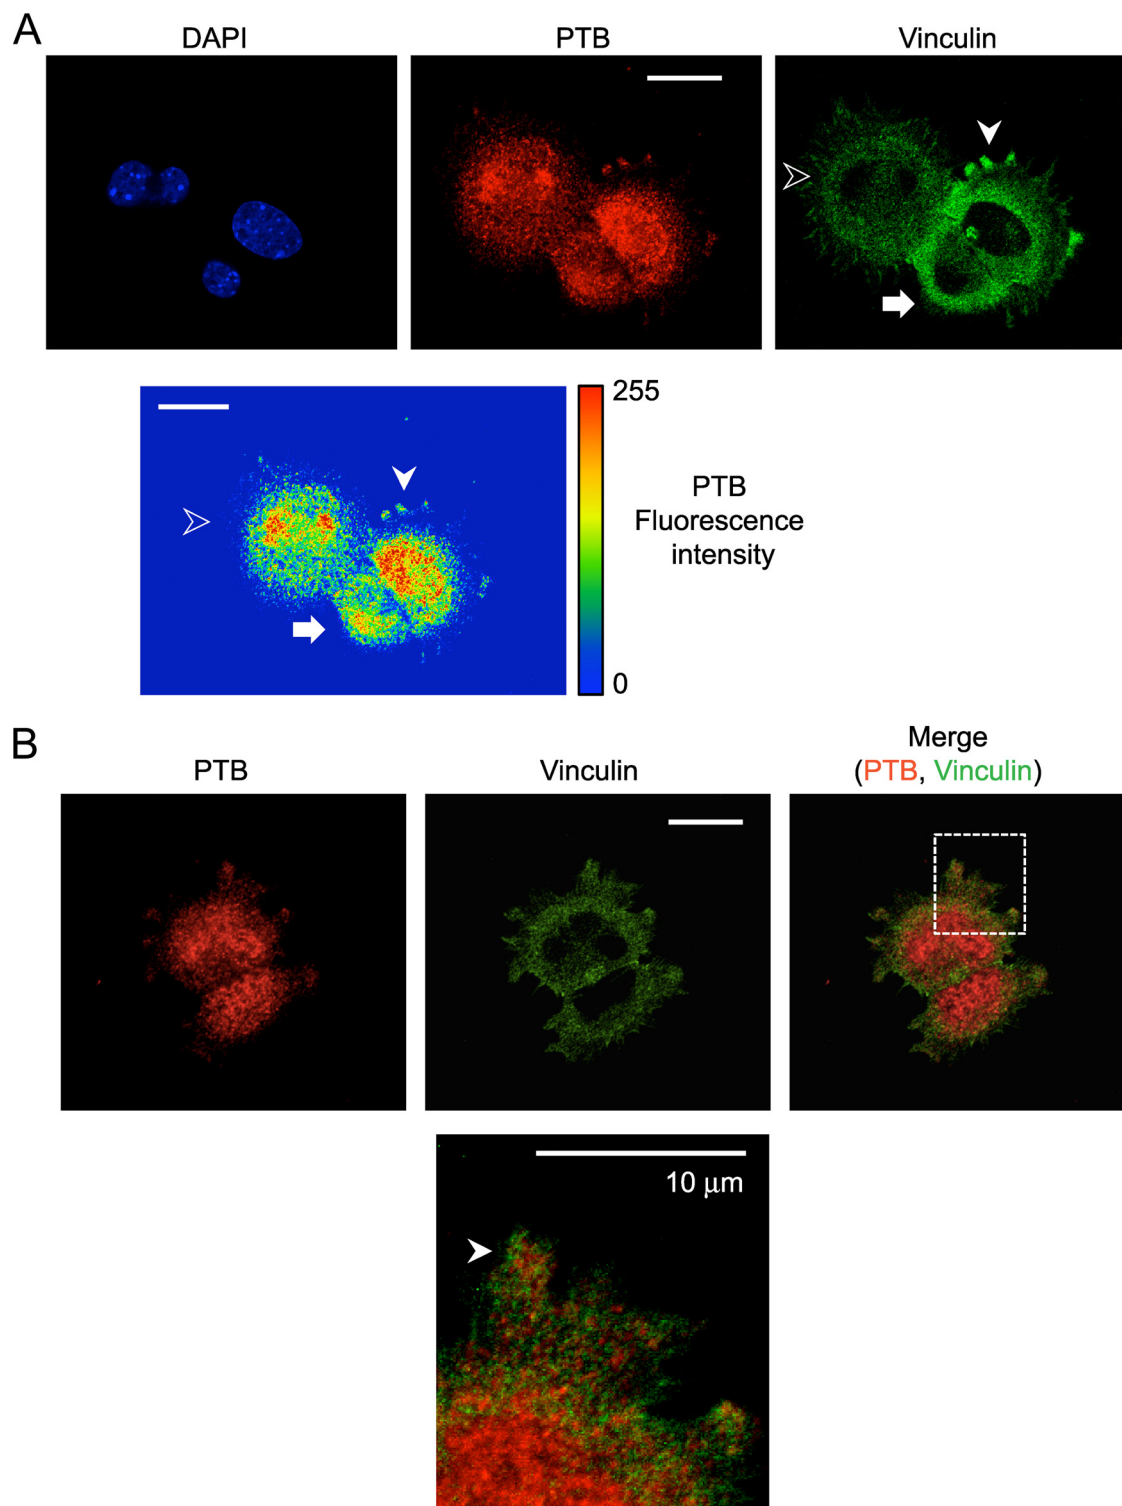 A
DAPI
PTB
Vinculin
255
PTB
Fluorescence
intensity
0
B
PTB
Vinculin
Merge
(PTB, Vinculin)
10 μm